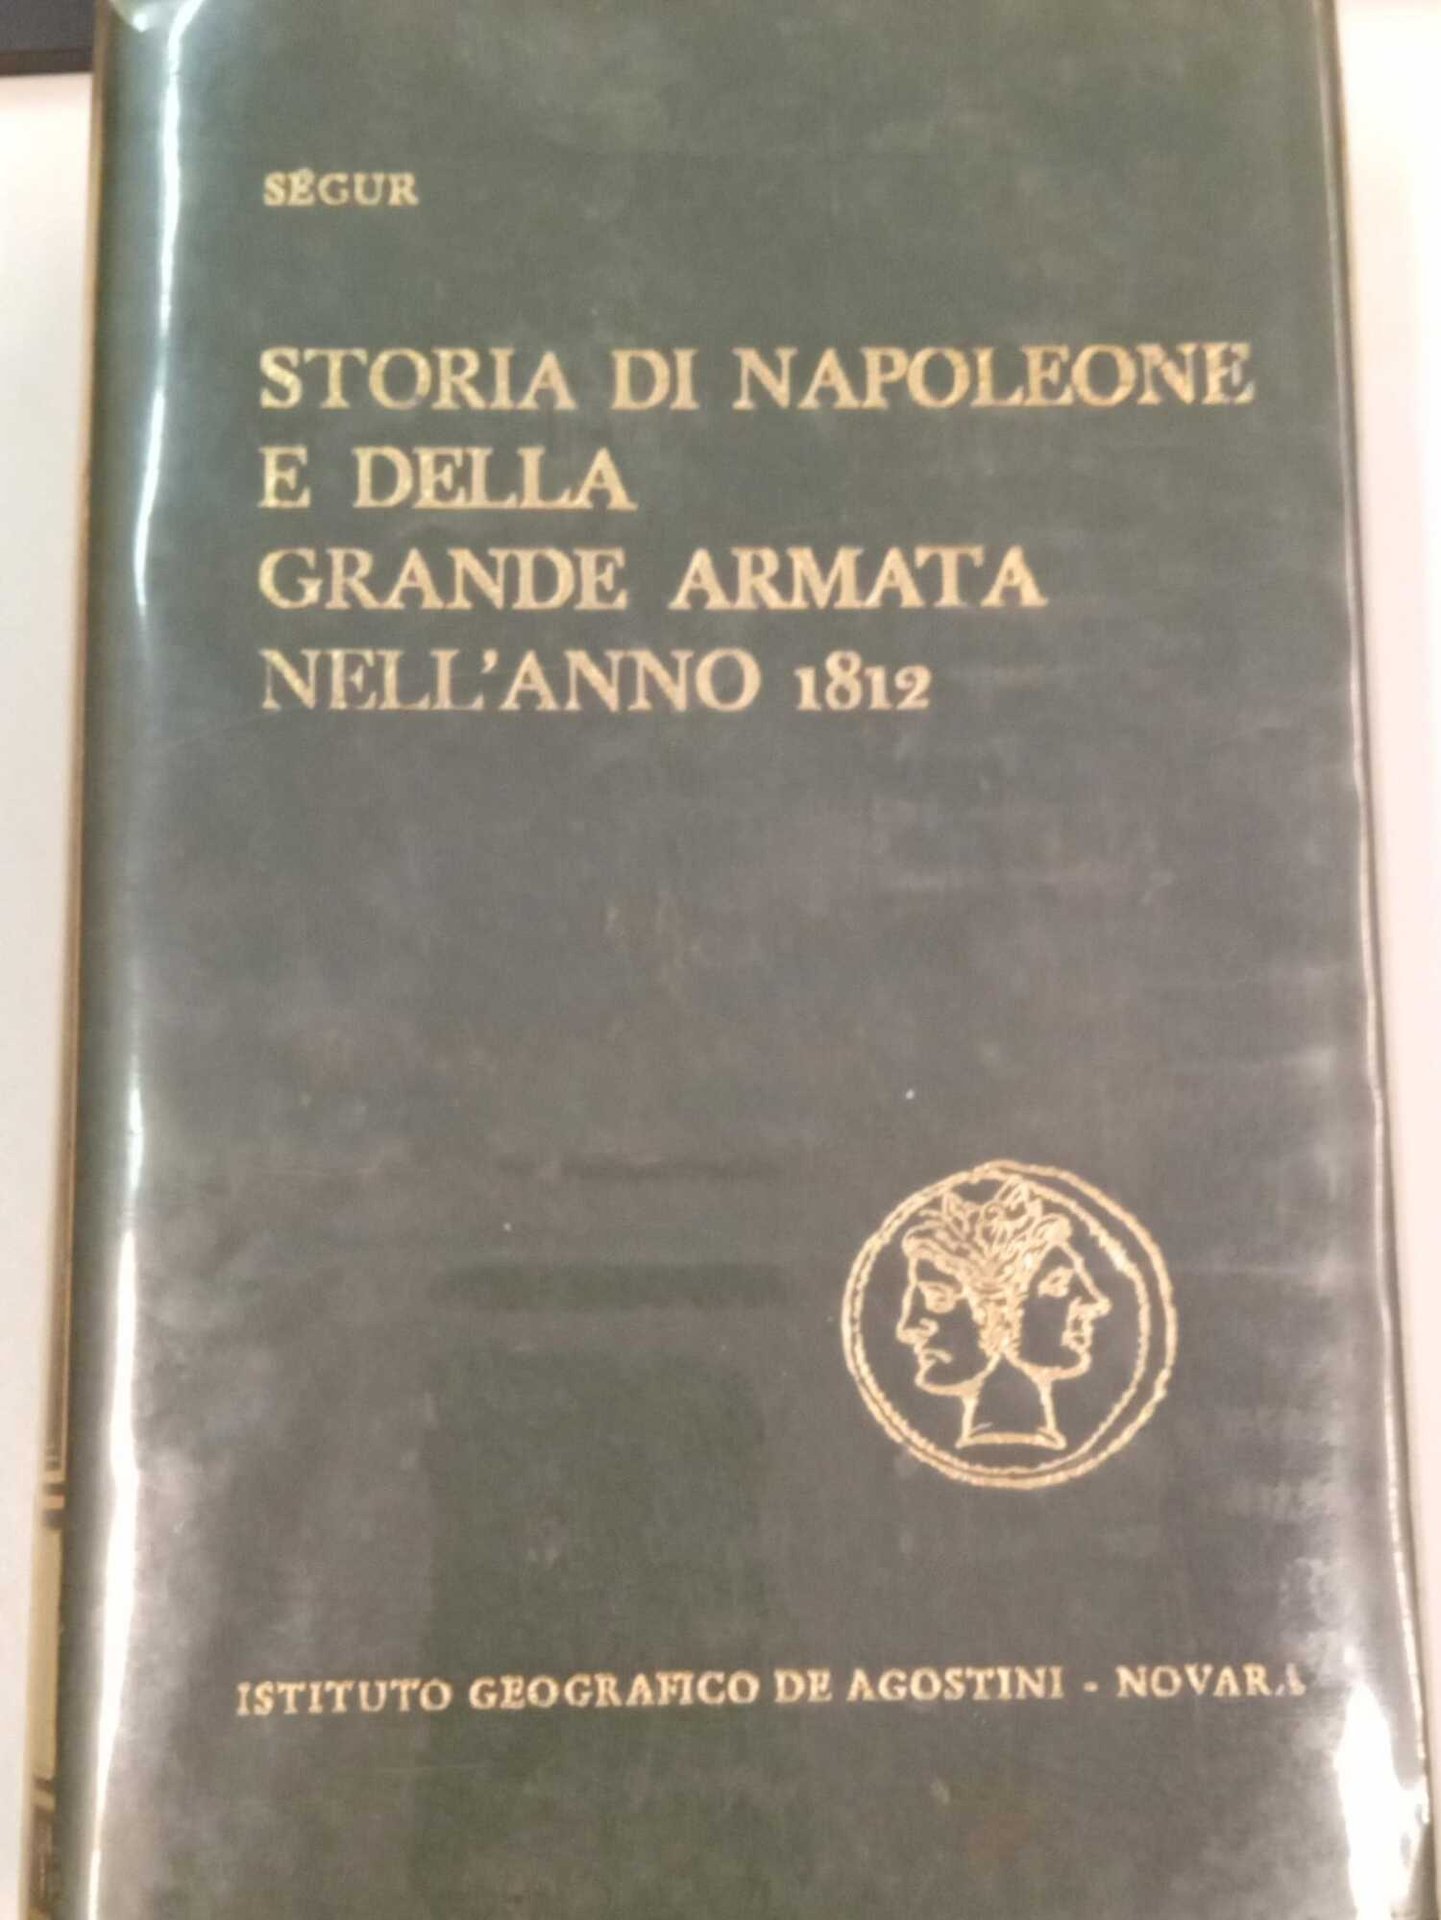 SÉGUR
STORIA DI NAPOLEONE
E DELLA
GRANDE ARMATA
NELL'ANNO 1812
ISTITUTO GEOGRAFICO DE AGOSTINI - NOVARA